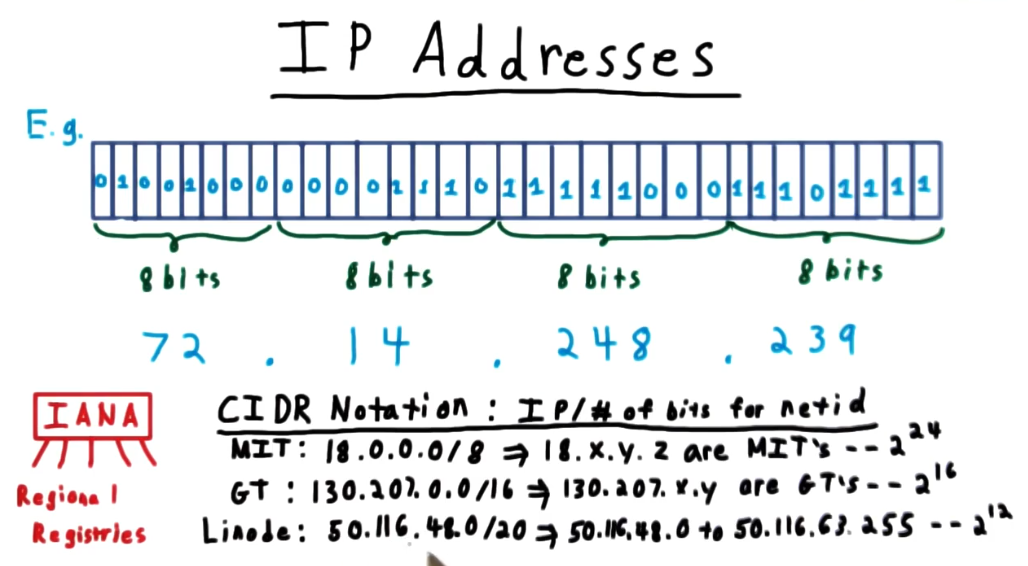 IP Addresses
E.g.
0 1 0 0 1 0 0 0 0 0 0 0 1 1 1 0 1 1 1 1 1 0 0 0 1 1 1 0 1 1 1 1
8 bits 8 bits 8 bits 8 bits
72 . 14 . 248 . 239
IANA
Regional
Registries
CIDR Notation : IP/# of bits for netid
MIT: 18.0.0.0/8 ⇒ 18.x.y.z are MIT's -- 2^24
GT : 130.207.0.0/16 ⇒ 130.207.x.y are GT's -- 2^16
Linode: 50.116.48.0/20 ⇒ 50.116.48.0 to 50.116.63.255 -- 2^12